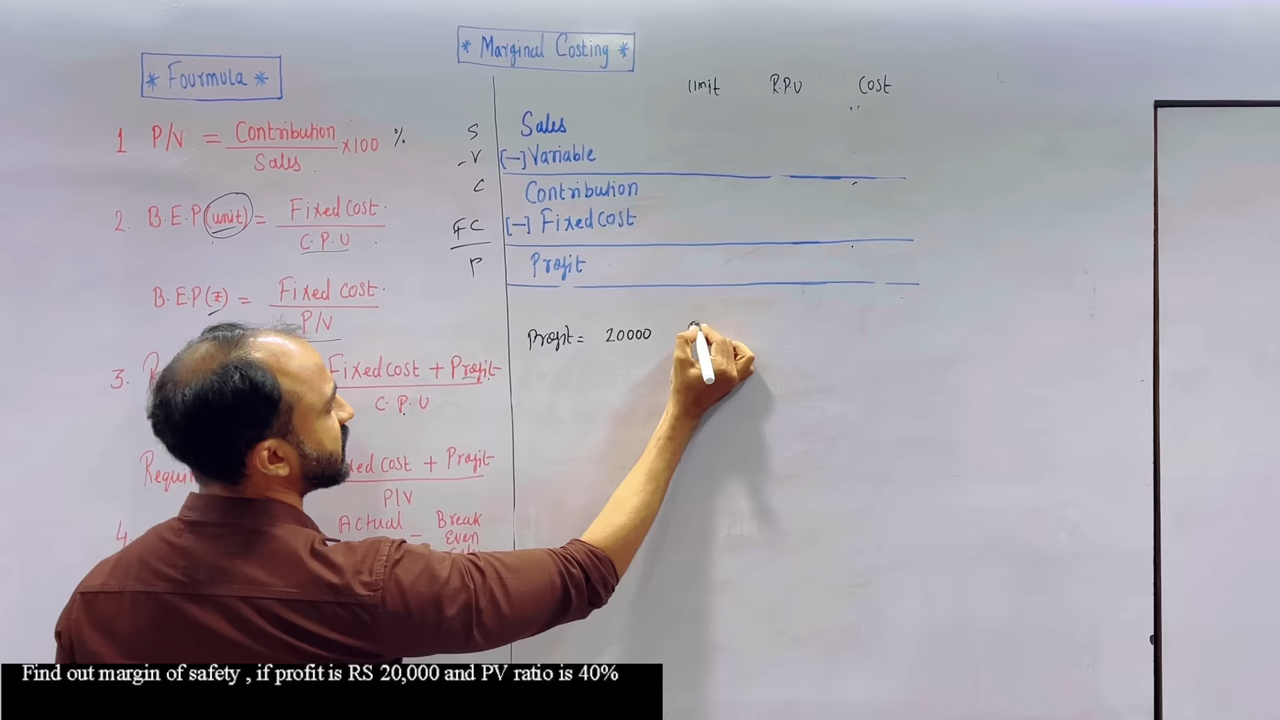 * Marginal Costing *
* Fourmula *
1 P/V = Contribution / Sales ×100 %
2. B.E.P (unit) = Fixed cost / C.P.U
B.E.P (₹) = Fixed cost / P/V
3. Fixed cost + Profit / C.P.U
Requir Fixed cost + Profit / P/V
4. Actual - Break Even
Unit R.P.U Cost
S Sales
-V [-] Variable
C Contribution
FC [-] Fixed cost
P Profit
Profit = 20000
Find out margin of safety , if profit is RS 20,000 and PV ratio is 40%